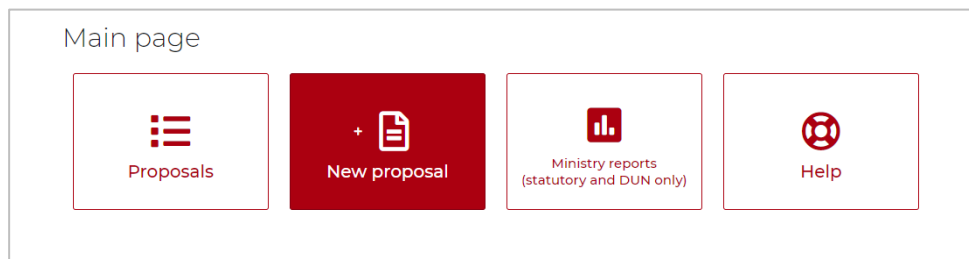 Main page
Proposals
+
New proposal
Ministry reports
(statutory and DUN only)
Help